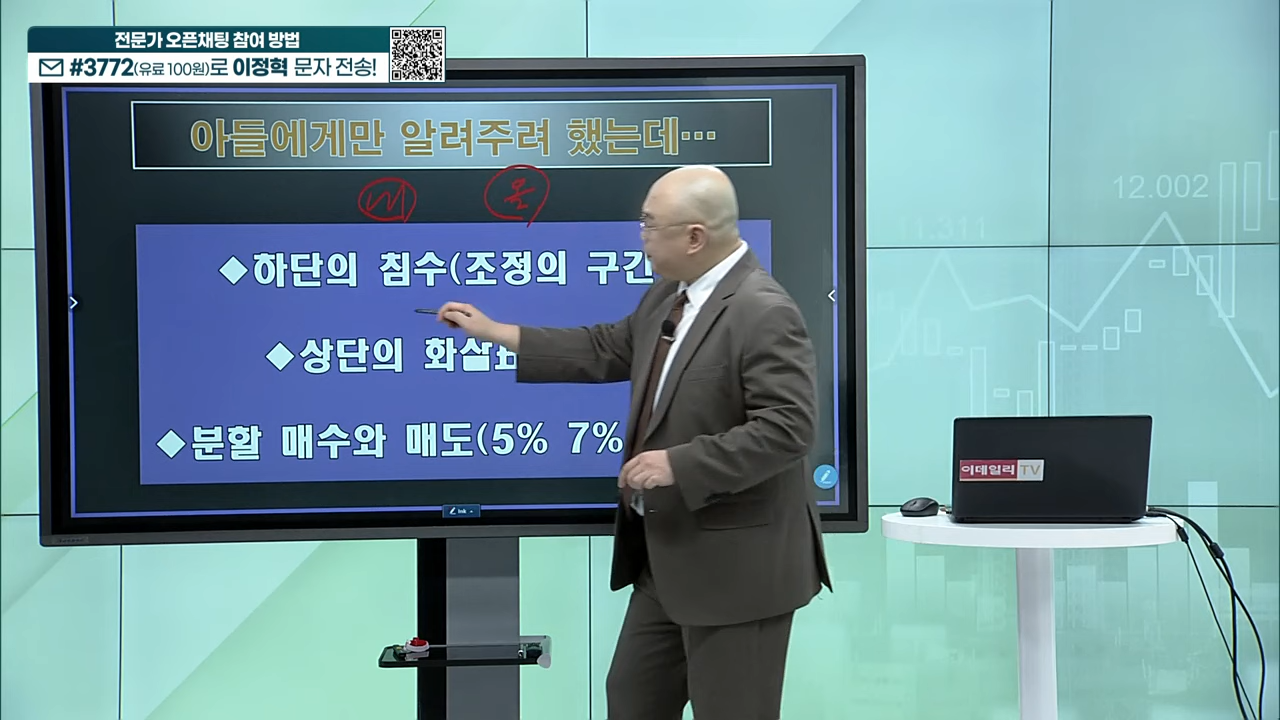 전문가 오픈채팅 참여 방법
#3772(유료 100원)로 이정혁 문자 전송!
아들에게만 알려주려 했는데…
◆하단의 침수(조정의 구간
◆상단의 화살표
◆분할 매수와 매도(5% 7%
12.002
11.311
이데일리TV
Ink